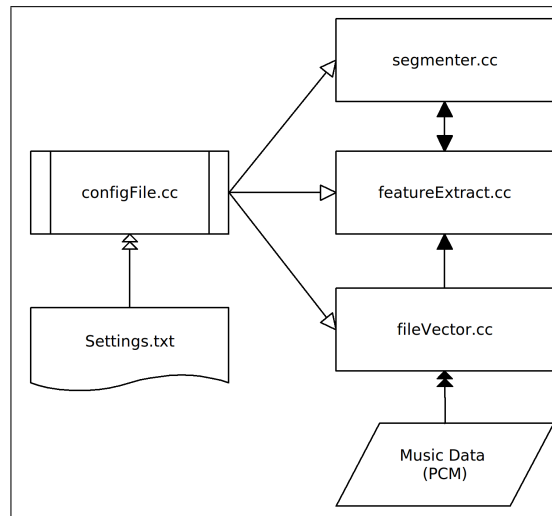 segmenter.cc
configFile.cc
featureExtract.cc
Settings.txt
fileVector.cc
Music Data
(PCM)